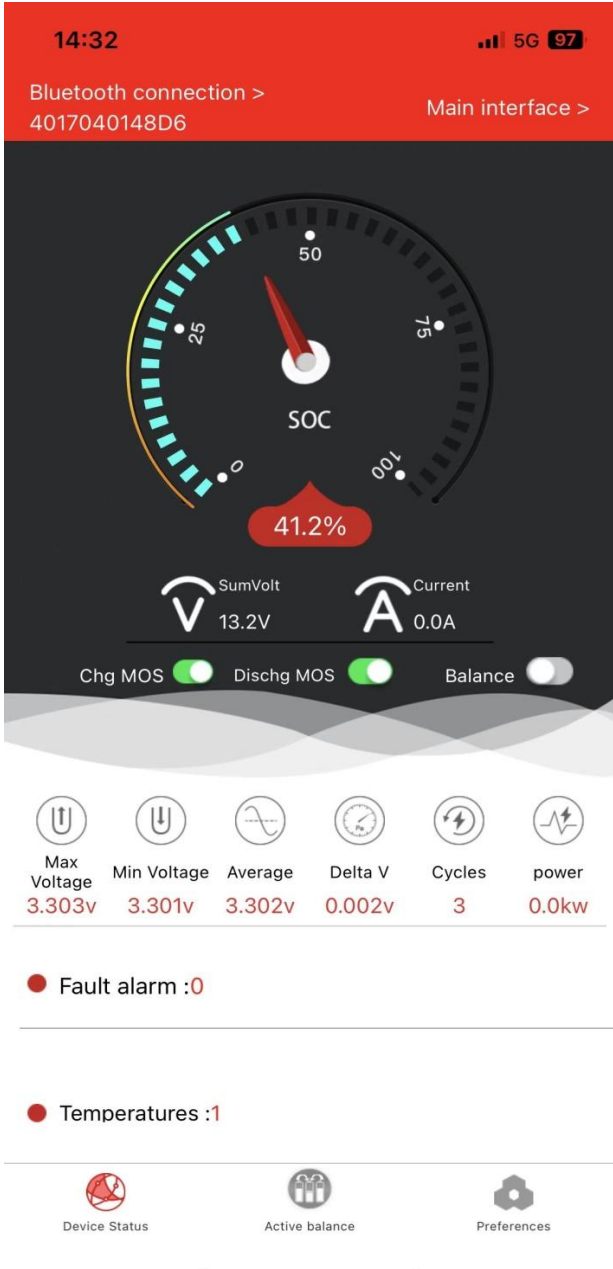 14:32
5G 97
Bluetooth connection >
4017040148D6
Main interface >
50
25
75
0
100
SOC
41.2%
SumVolt
V 13.2V
Current
A 0.0A
Chg MOS
Dischg MOS
Balance
Max Voltage
Min Voltage
Average
Delta V
Cycles
power
3.303v
3.301v
3.302v
0.002v
3
0.0kw
Fault alarm :0
Temperatures :1
Device Status
Active balance
Preferences